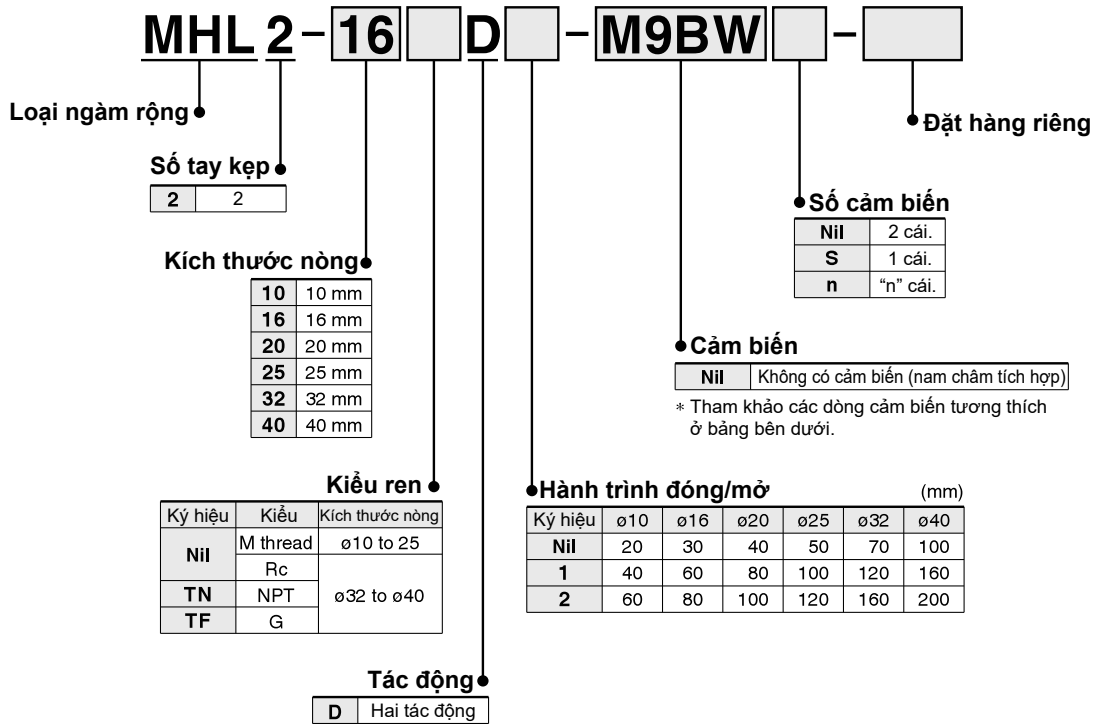 MHL 2 - 16 D - M9BW -
Loại ngàm rộng
Đặt hàng riêng
Số tay kẹp
2 2
Số cảm biến
Nil 2 cái.
S 1 cái.
n “n” cái.
Kích thước nòng
10 10 mm
16 16 mm
20 20 mm
25 25 mm
32 32 mm
40 40 mm
Cảm biến
Nil Không có cảm biến (nam châm tích hợp)
* Tham khảo các dòng cảm biến tương thích
ở bảng bên dưới.
Kiểu ren
Ký hiệu Kiểu Kích thước nòng
Nil M thread ø10 to 25
Rc ø32 to ø40
TN NPT
TF G
Hành trình đóng/mở (mm)
Ký hiệu ø10 ø16 ø20 ø25 ø32 ø40
Nil 20 30 40 50 70 100
1 40 60 80 100 120 160
2 60 80 100 120 160 200
Tác động
D Hai tác động